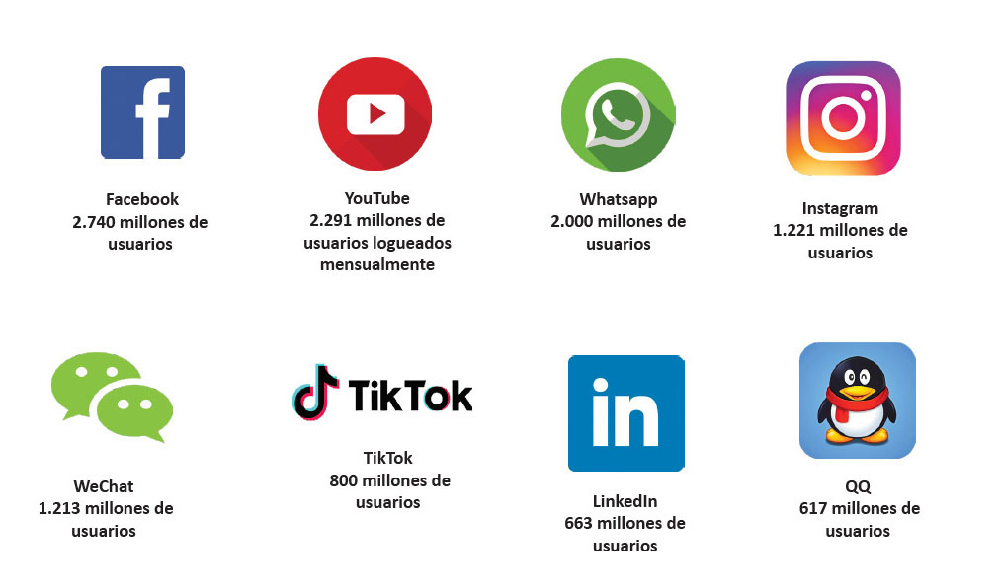 Facebook
2.740 millones de
usuarios
YouTube
2.291 millones de
usuarios logueados
mensualmente
Whatsapp
2.000 millones de
usuarios
Instagram
1.221 millones de
usuarios
WeChat
1.213 millones de
usuarios
TikTok
TikTok
800 millones de
usuarios
in
LinkedIn
663 millones de
usuarios
QQ
617 millones de
usuarios